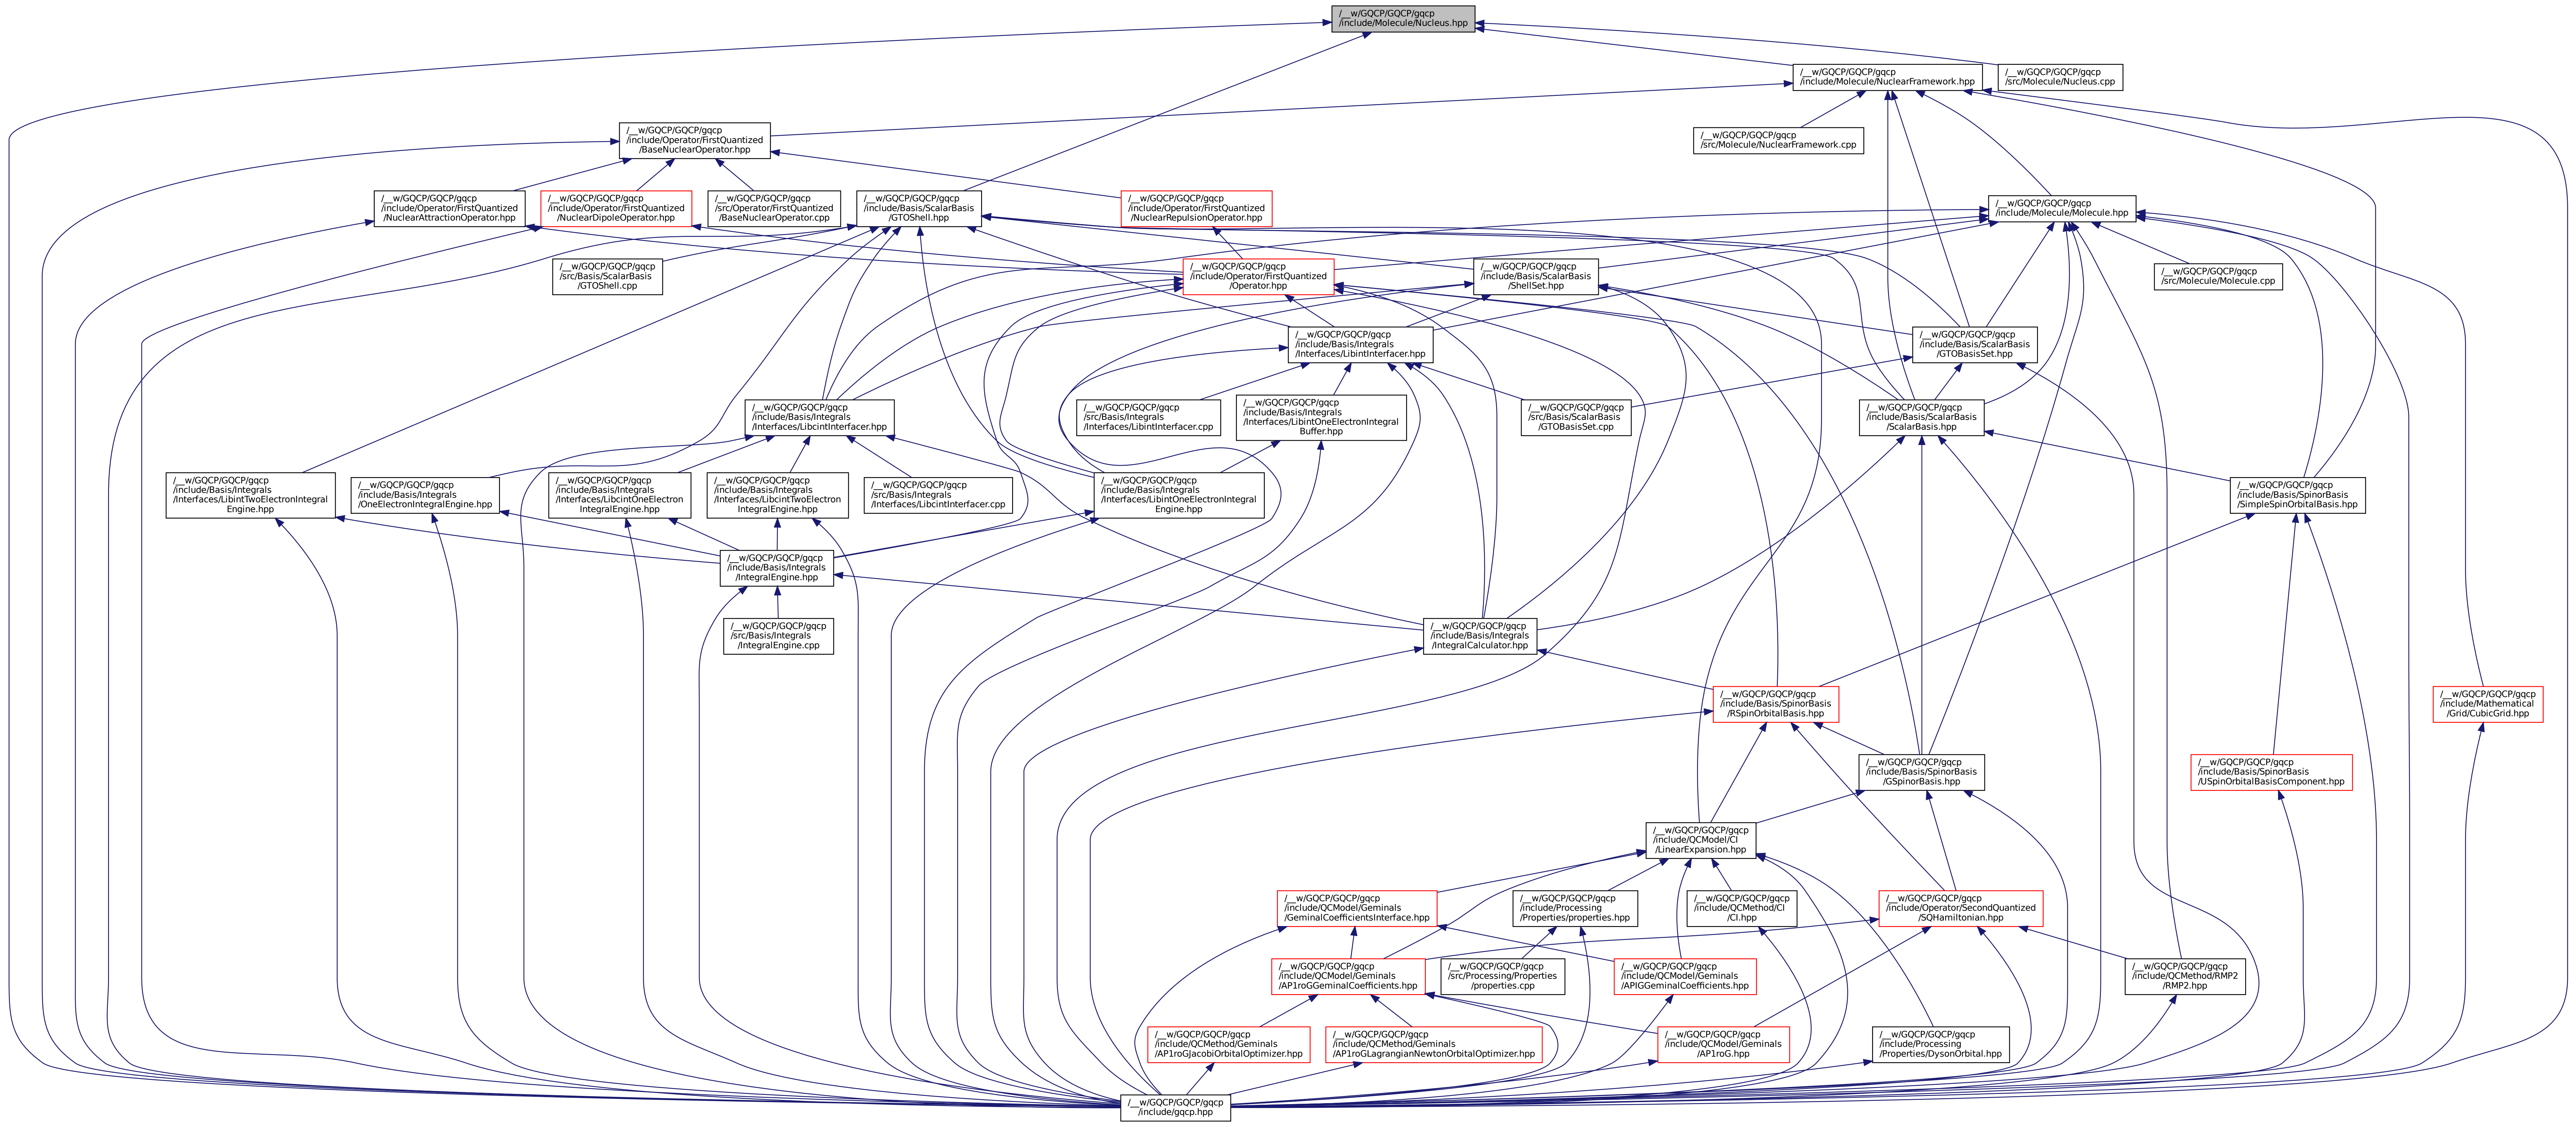 /__w/GQCP/GQCP/gqcp
/include/Molecule/Nucleus.hpp
/__w/GQCP/GQCP/gqcp
/include/Molecule/NuclearFramework.hpp
/__w/GQCP/GQCP/gqcp
/src/Molecule/Nucleus.cpp
/__w/GQCP/GQCP/gqcp
/include/Operator/FirstQuantized
/BaseNuclearOperator.hpp
/__w/GQCP/GQCP/gqcp
/src/Molecule/NuclearFramework.cpp
/__w/GQCP/GQCP/gqcp
/include/Operator/FirstQuantized
/NuclearAttractionOperator.hpp
/__w/GQCP/GQCP/gqcp
/include/Operator/FirstQuantized
/NuclearDipoleOperator.hpp
/__w/GQCP/GQCP/gqcp
/src/Operator/FirstQuantized
/BaseNuclearOperator.cpp
/__w/GQCP/GQCP/gqcp
/include/Basis/ScalarBasis
/GTOShell.hpp
/__w/GQCP/GQCP/gqcp
/include/Operator/FirstQuantized
/NuclearRepulsionOperator.hpp
/__w/GQCP/GQCP/gqcp
/include/Molecule/Molecule.hpp
/__w/GQCP/GQCP/gqcp
/src/Basis/ScalarBasis
/GTOShell.cpp
/__w/GQCP/GQCP/gqcp
/include/Operator/FirstQuantized
/Operator.hpp
/__w/GQCP/GQCP/gqcp
/include/Basis/ScalarBasis
/ShellSet.hpp
/__w/GQCP/GQCP/gqcp
/src/Molecule/Molecule.cpp
/__w/GQCP/GQCP/gqcp
/include/Basis/Integrals
/Interfaces/LibintInterfacer.hpp
/__w/GQCP/GQCP/gqcp
/include/Basis/ScalarBasis
/GTOBasisSet.hpp
/__w/GQCP/GQCP/gqcp
/include/Basis/Integrals
/Interfaces/LibcintInterfacer.hpp
/__w/GQCP/GQCP/gqcp
/src/Basis/Integrals
/Interfaces/LibintInterfacer.cpp
/__w/GQCP/GQCP/gqcp
/include/Basis/Integrals
/Interfaces/LibintOneElectronIntegral
Buffer.hpp
/__w/GQCP/GQCP/gqcp
/src/Basis/ScalarBasis
/GTOBasisSet.cpp
/__w/GQCP/GQCP/gqcp
/include/Basis/ScalarBasis
/ScalarBasis.hpp
/__w/GQCP/GQCP/gqcp
/include/Basis/Integrals
/Interfaces/LibintTwoElectronIntegral
Engine.hpp
/__w/GQCP/GQCP/gqcp
/include/Basis/Integrals
/OneElectronIntegralEngine.hpp
/__w/GQCP/GQCP/gqcp
/include/Basis/Integrals
/Interfaces/LibcintOneElectron
IntegralEngine.hpp
/__w/GQCP/GQCP/gqcp
/include/Basis/Integrals
/Interfaces/LibcintTwoElectron
IntegralEngine.hpp
/__w/GQCP/GQCP/gqcp
/src/Basis/Integrals
/Interfaces/LibcintInterfacer.cpp
/__w/GQCP/GQCP/gqcp
/include/Basis/Integrals
/Interfaces/LibintOneElectronIntegral
Engine.hpp
/__w/GQCP/GQCP/gqcp
/include/Basis/SpinorBasis
/SimpleSpinOrbitalBasis.hpp
/__w/GQCP/GQCP/gqcp
/include/Basis/Integrals
/IntegralEngine.hpp
/__w/GQCP/GQCP/gqcp
/src/Basis/Integrals
/IntegralEngine.cpp
/__w/GQCP/GQCP/gqcp
/include/Basis/Integrals
/IntegralCalculator.hpp
/__w/GQCP/GQCP/gqcp
/include/Basis/SpinorBasis
/RSpinOrbitalBasis.hpp
/__w/GQCP/GQCP/gqcp
/include/Mathematical
/Grid/CubicGrid.hpp
/__w/GQCP/GQCP/gqcp
/include/Basis/SpinorBasis
/GSpinorBasis.hpp
/__w/GQCP/GQCP/gqcp
/include/Basis/SpinorBasis
/USpinOrbitalBasisComponent.hpp
/__w/GQCP/GQCP/gqcp
/include/QCModel/CI
/LinearExpansion.hpp
/__w/GQCP/GQCP/gqcp
/include/QCModel/Geminals
/GeminalCoefficientsInterface.hpp
/__w/GQCP/GQCP/gqcp
/include/Processing
/Properties/properties.hpp
/__w/GQCP/GQCP/gqcp
/include/QCMethod/CI
/CI.hpp
/__w/GQCP/GQCP/gqcp
/include/Operator/SecondQuantized
/SQHamiltonian.hpp
/__w/GQCP/GQCP/gqcp
/include/QCModel/Geminals
/AP1roGGeminalCoefficients.hpp
/__w/GQCP/GQCP/gqcp
/src/Processing/Properties
/properties.cpp
/__w/GQCP/GQCP/gqcp
/include/QCModel/Geminals
/APIGGeminalCoefficients.hpp
/__w/GQCP/GQCP/gqcp
/include/QCMethod/RMP2
/RMP2.hpp
/__w/GQCP/GQCP/gqcp
/include/QCMethod/Geminals
/AP1roGJacobiOrbitalOptimizer.hpp
/__w/GQCP/GQCP/gqcp
/include/QCMethod/Geminals
/AP1roGLagrangianNewtonOrbitalOptimizer.hpp
/__w/GQCP/GQCP/gqcp
/include/QCModel/Geminals
/AP1roG.hpp
/__w/GQCP/GQCP/gqcp
/include/Processing
/Properties/DysonOrbital.hpp
/__w/GQCP/GQCP/gqcp
/include/gqcp.hpp